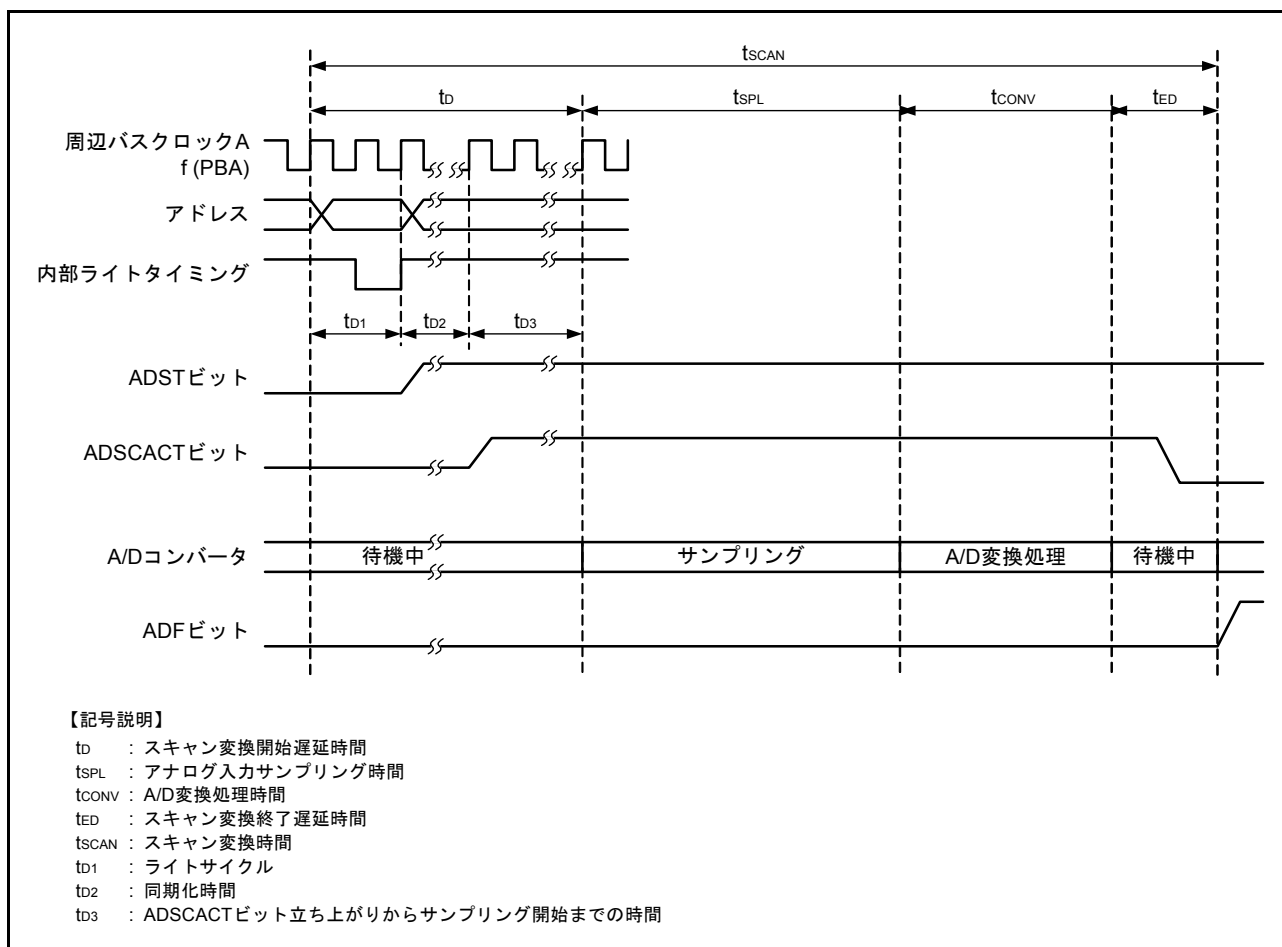 tSCAN
tD tSPL tCONV tED
周辺バスクロックA
f (PBA)
アドレス
内部ライトタイミング
tD1 tD2 tD3
ADSTビット
ADSCACTビット
A/Dコンバータ 待機中 サンプリング A/D変換処理 待機中
ADFビット
【記号説明】
tD : スキャン変換開始遅延時間
tSPL : アナログ入力サンプリング時間
tCONV : A/D変換処理時間
tED : スキャン変換終了遅延時間
tSCAN : スキャン変換時間
tD1 : ライトサイクル
tD2 : 同期化時間
tD3 : ADSCACTビット立ち上がりからサンプリング開始までの時間